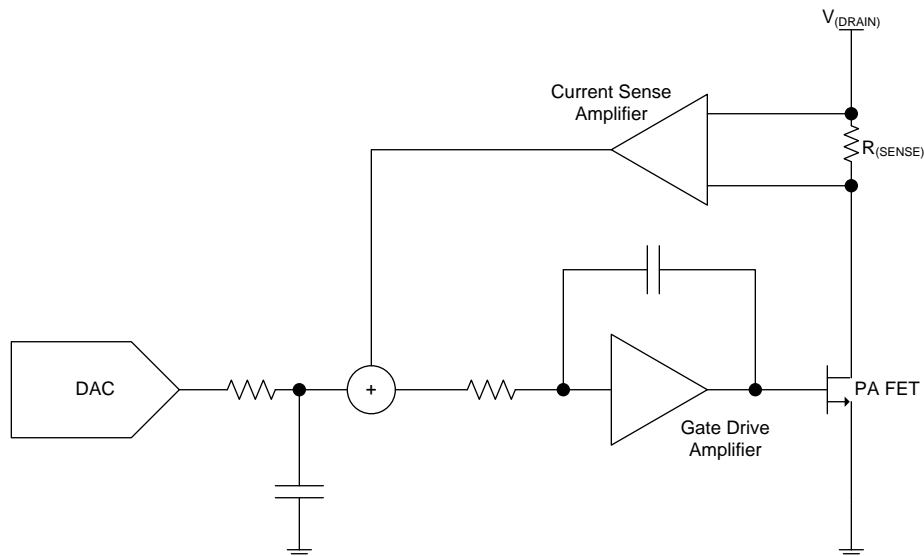 V(DRAIN)
Current Sense
Amplifier
R(SENSE)
DAC
+
PA FET
Gate Drive
Amplifier